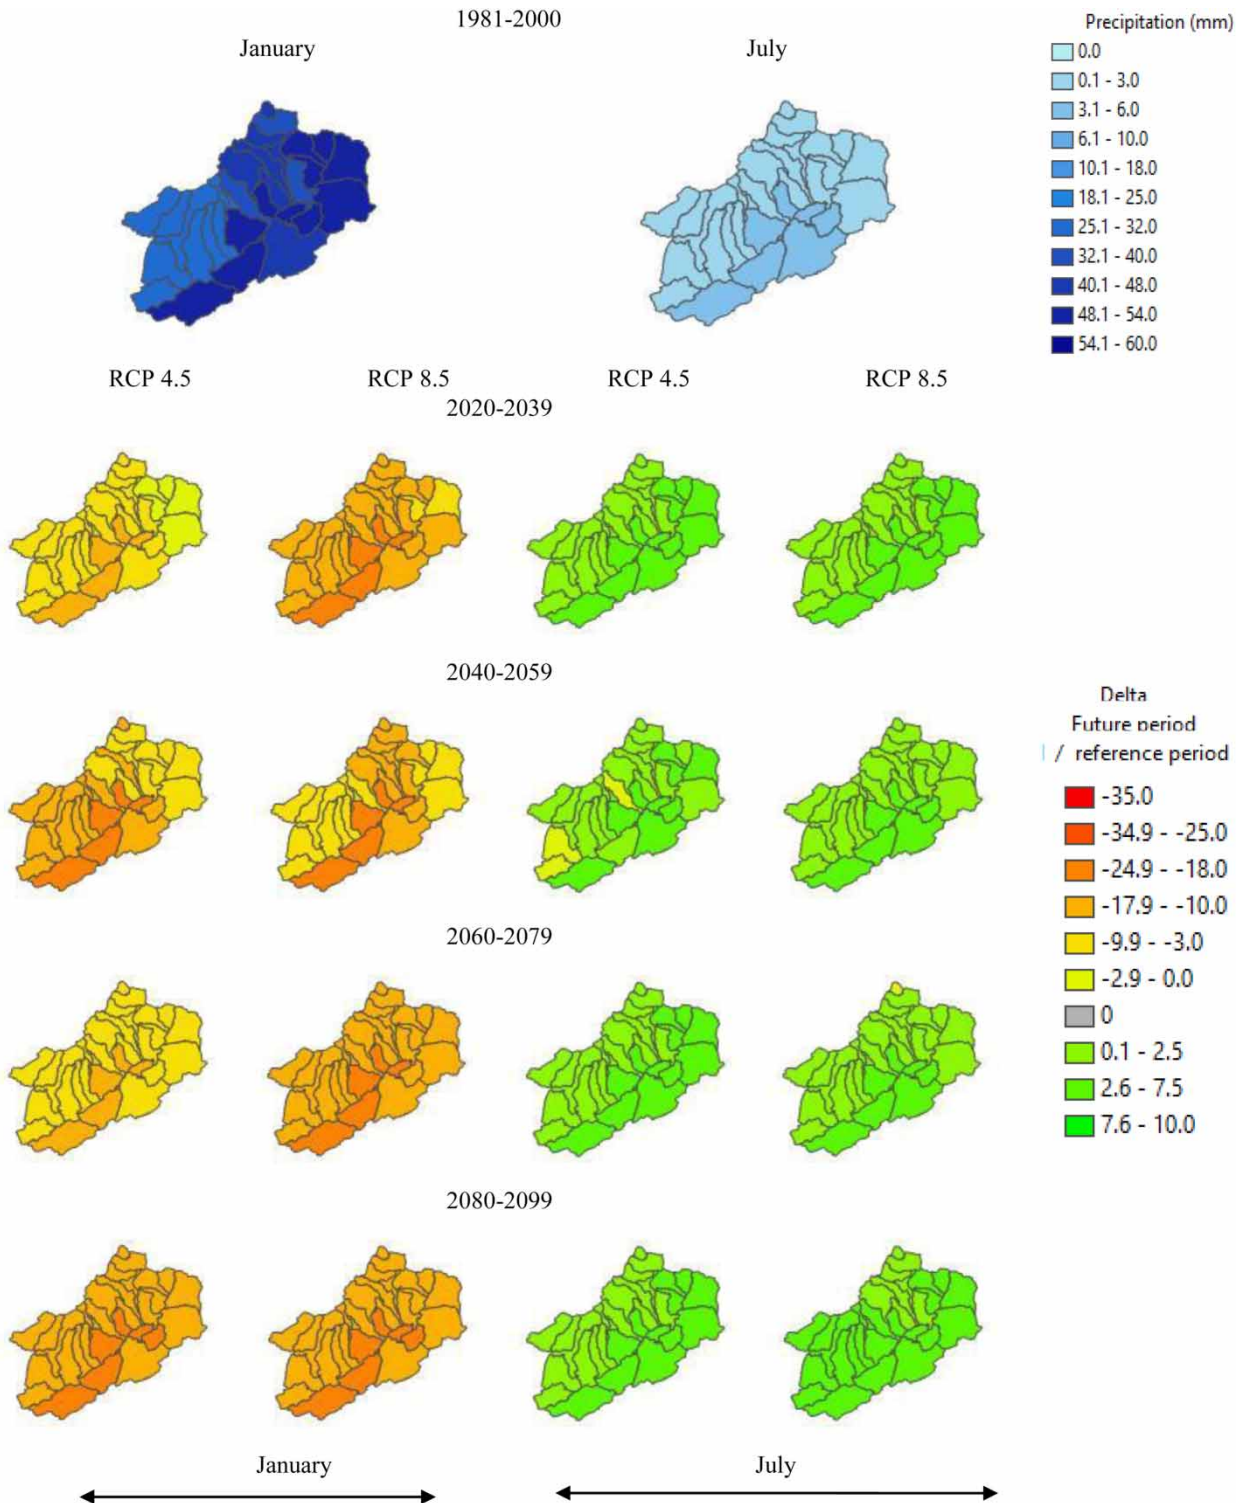 1981-2000
January
July
Precipitation (mm)
0.0
0.1 - 3.0
3.1 - 6.0
6.1 - 10.0
10.1 - 18.0
18.1 - 25.0
25.1 - 32.0
32.1 - 40.0
40.1 - 48.0
48.1 - 54.0
54.1 - 60.0
RCP 4.5
RCP 8.5
RCP 4.5
RCP 8.5
2020-2039
2040-2059
Delta
Future period
/ reference period
-35.0
-34.9 - -25.0
-24.9 - -18.0
-17.9 - -10.0
-9.9 - -3.0
-2.9 - 0.0
0
0.1 - 2.5
2.6 - 7.5
7.6 - 10.0
2060-2079
2080-2099
January
July